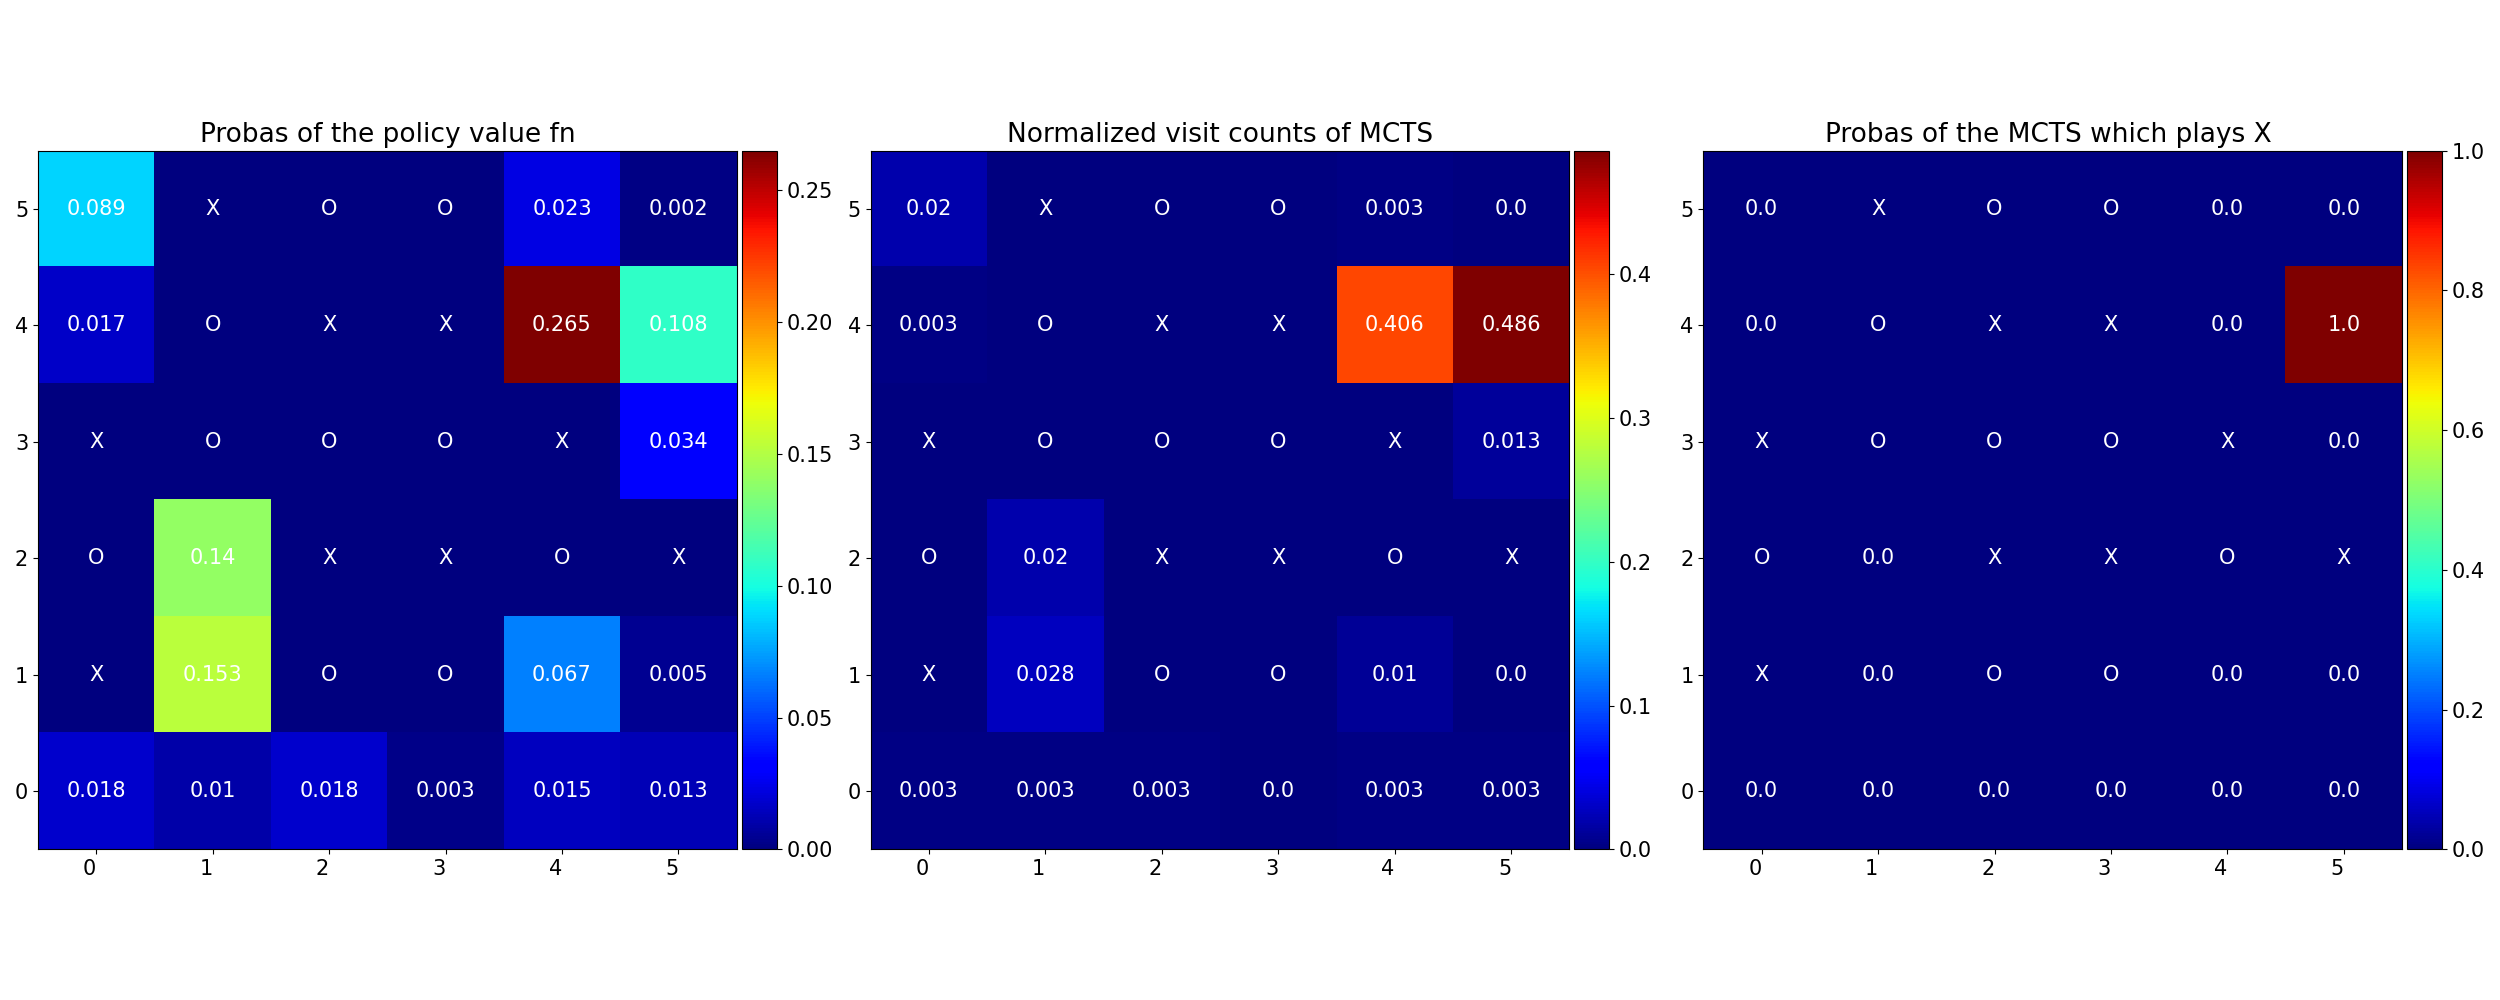 Probas of the policy value fn
5 0.089 X O O 0.023 0.002
4 0.017 O X X 0.265 0.108
3 X O O O X 0.034
2 O 0.14 X X O X
1 X 0.153 O O 0.067 0.005
0 0.018 0.01 0.018 0.003 0.015 0.013
0 1 2 3 4 5
0.25
0.20
0.15
0.10
0.05
0.00
Normalized visit counts of MCTS
5 0.02 X O O 0.003 0.0
4 0.003 O X X 0.406 0.486
3 X O O O X 0.013
2 O 0.02 X X O X
1 X 0.028 O O 0.01 0.0
0 0.003 0.003 0.003 0.0 0.003 0.003
0 1 2 3 4 5
0.4
0.3
0.2
0.1
0.0
Probas of the MCTS which plays X
5 0.0 X O O 0.0 0.0
4 0.0 O X X 0.0 1.0
3 X O O O X 0.0
2 O 0.0 X X O X
1 X 0.0 O O 0.0 0.0
0 0.0 0.0 0.0 0.0 0.0 0.0
0 1 2 3 4 5
1.0
0.8
0.6
0.4
0.2
0.0